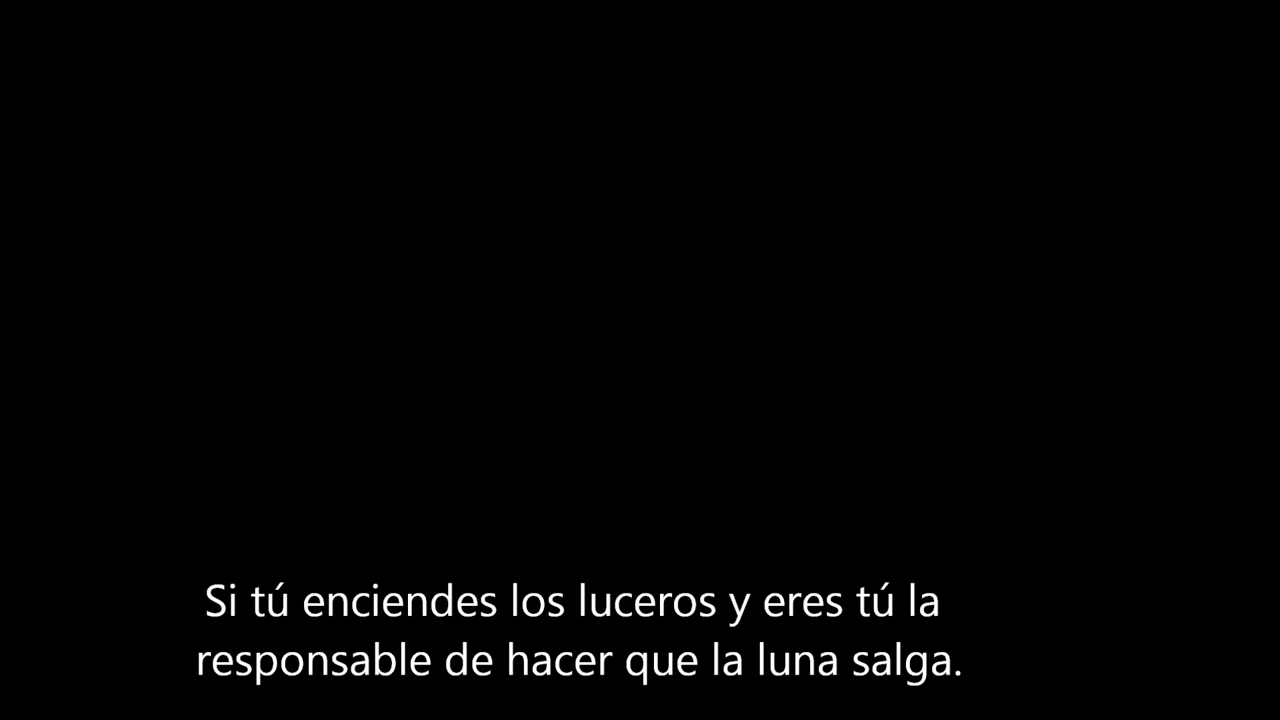 Si tú enciendes los luceros y eres tú la
responsable de hacer que la luna salga.